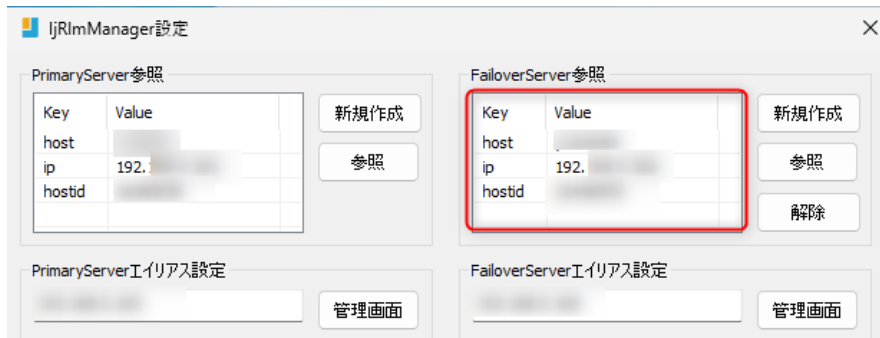 IjRlmManager設定
PrimaryServer参照
Key Value
host
ip 192.
hostid
新規作成
参照
FailoverServer参照
Key Value
host
ip 192.
hostid
新規作成
参照
解除
PrimaryServerエイリアス設定
管理画面
FailoverServerエイリアス設定
管理画面